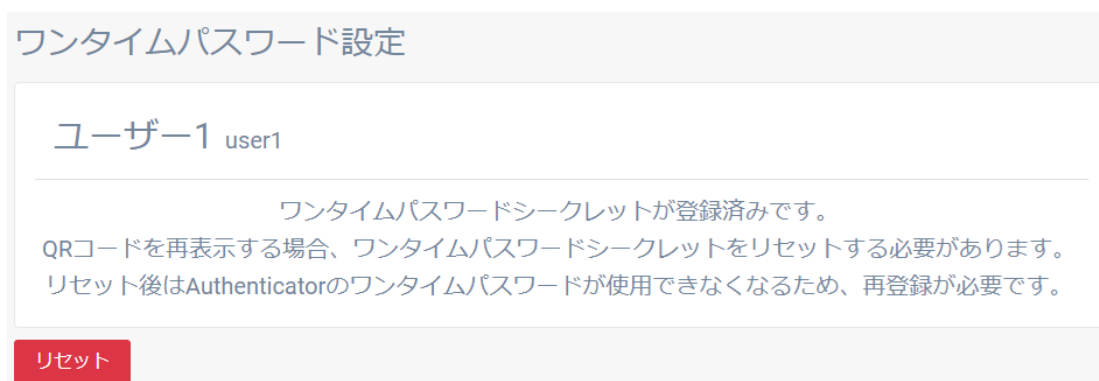 ワンタイムパスワード設定
ユーザー1 user1
ワンタイムパスワードシークレットが登録済みです。
QRコードを再表示する場合、ワンタイムパスワードシークレットをリセットする必要があります。
リセット後はAuthenticatorのワンタイムパスワードが使用できなくなるため、再登録が必要です。
リセット